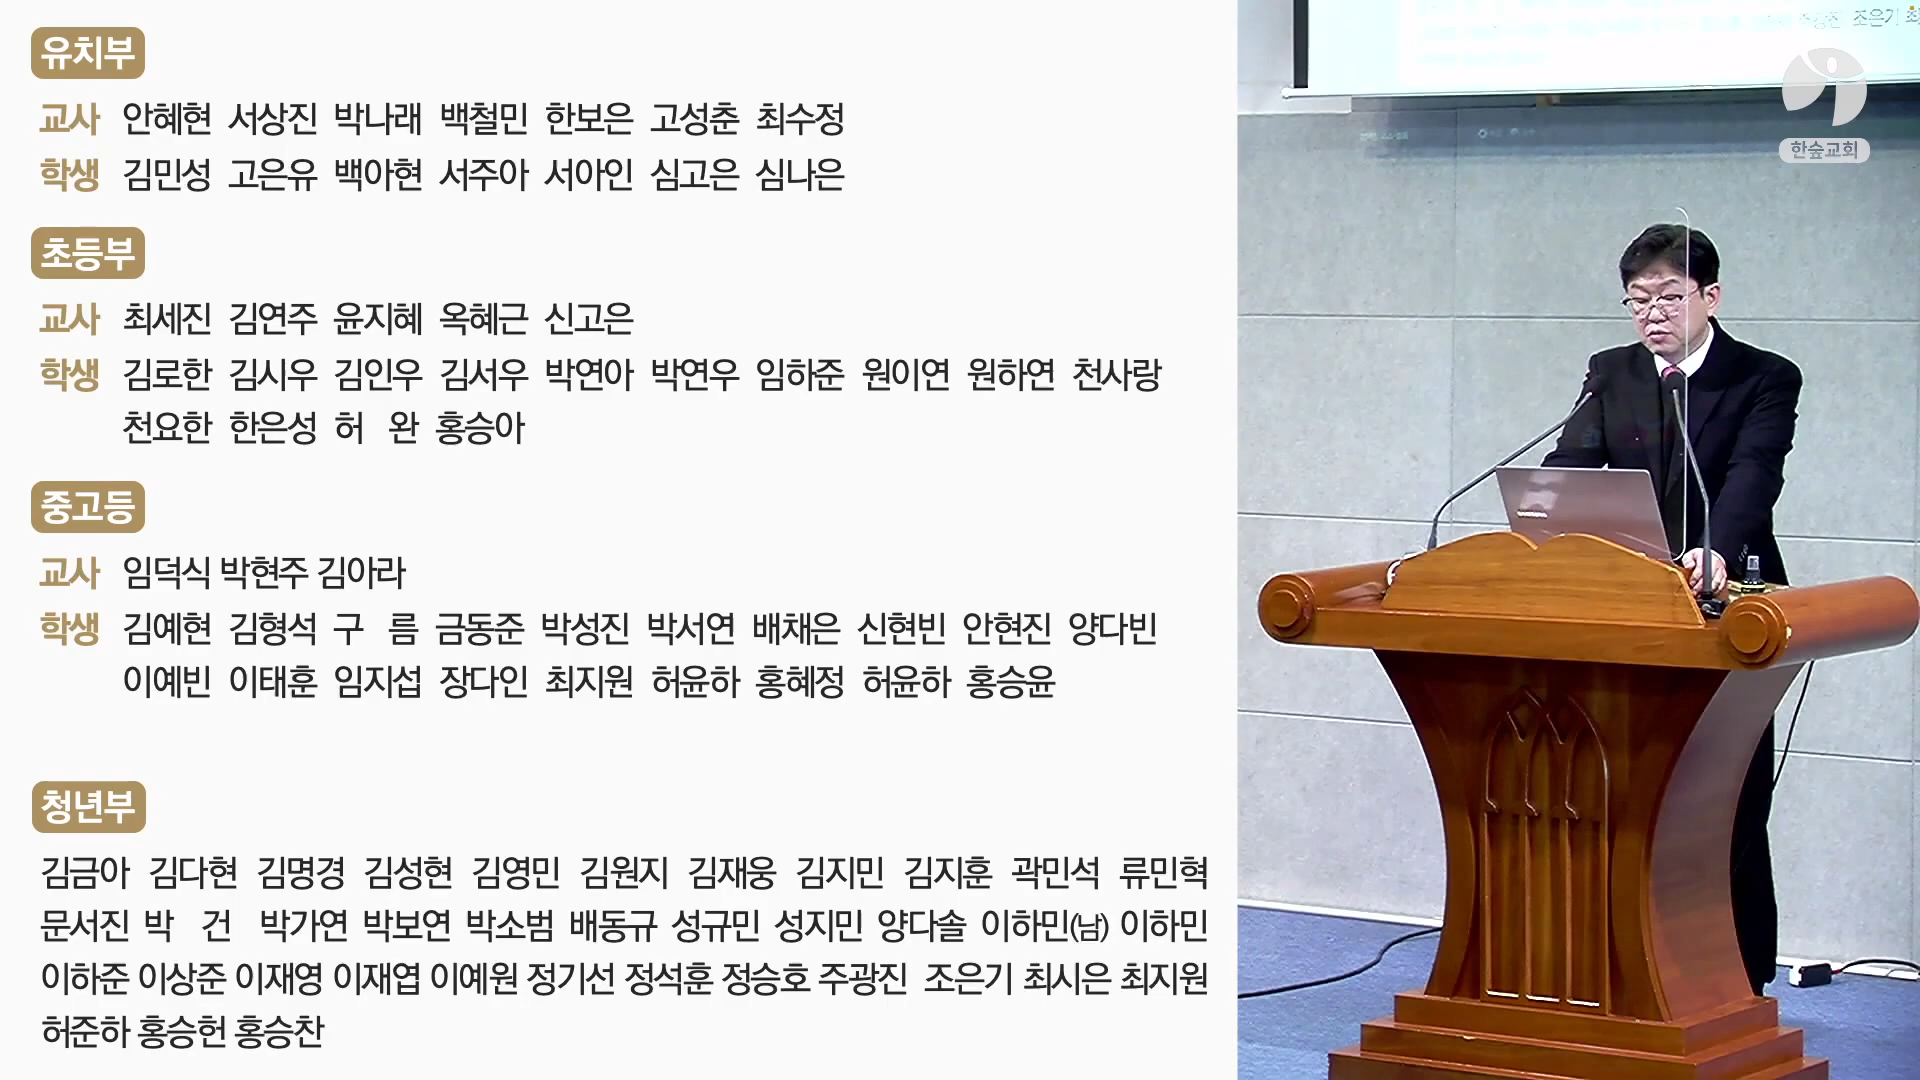 유치부
교사 안혜현 서상진 박나래 백철민 한보은 고성춘 최수정
학생 김민성 고은유 백아현 서주아 서아인 심고은 심나은
초등부
교사 최세진 김연주 윤지혜 옥혜근 신고은
학생 김로한 김시우 김인우 김서우 박연아 박연우 임하준 원이연 원하연 천사랑
천요한 한은성 허 완 홍승아
중고등
교사 임덕식 박현주 김아라
학생 김예현 김형석 구 름 금동준 박성진 박서연 배채은 신현빈 안현진 양다빈
이예빈 이태훈 임지섭 장다인 최지원 허윤하 홍혜정 허윤하 홍승윤
청년부
김금아 김다현 김명경 김성현 김영민 김원지 김재웅 김지민 김지훈 곽민석 류민혁
문서진 박 건 박가연 박보연 박소범 배동규 성규민 성지민 양다솔 이하민(남) 이하민
이하준 이상준 이재영 이재엽 이예원 정기선 정석훈 정승호 주광진 조은기 최시은 최지원
허준하 홍승헌 홍승찬
조은기 최
한숲교회